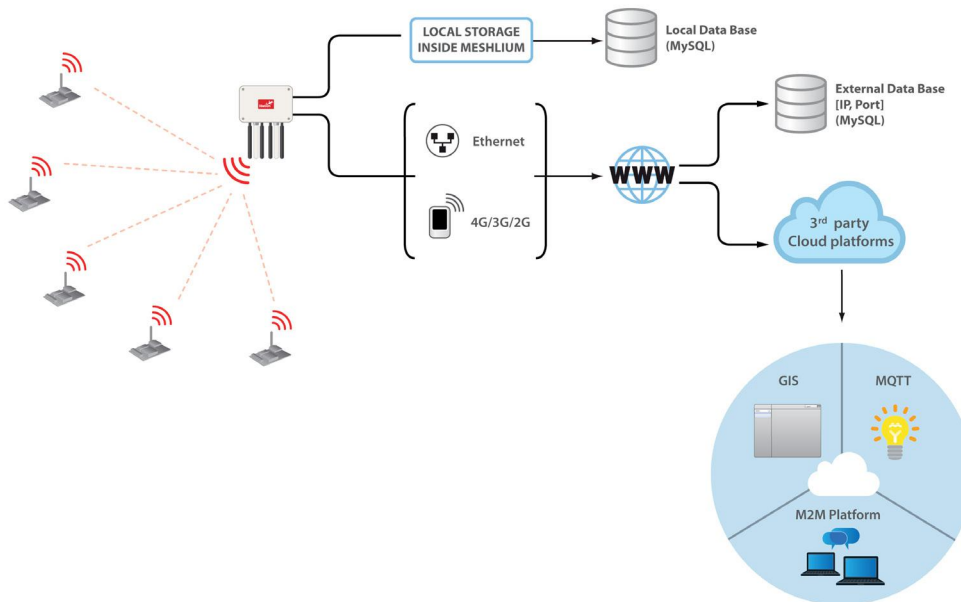 LOCAL STORAGE
INSIDE MESHLIUM
Local Data Base
(MySQL)
External Data Base
[IP, Port]
(MySQL)
Ethernet
4G/3G/2G
WWW
3rd party
Cloud platforms
GIS
MQTT
M2M Platform